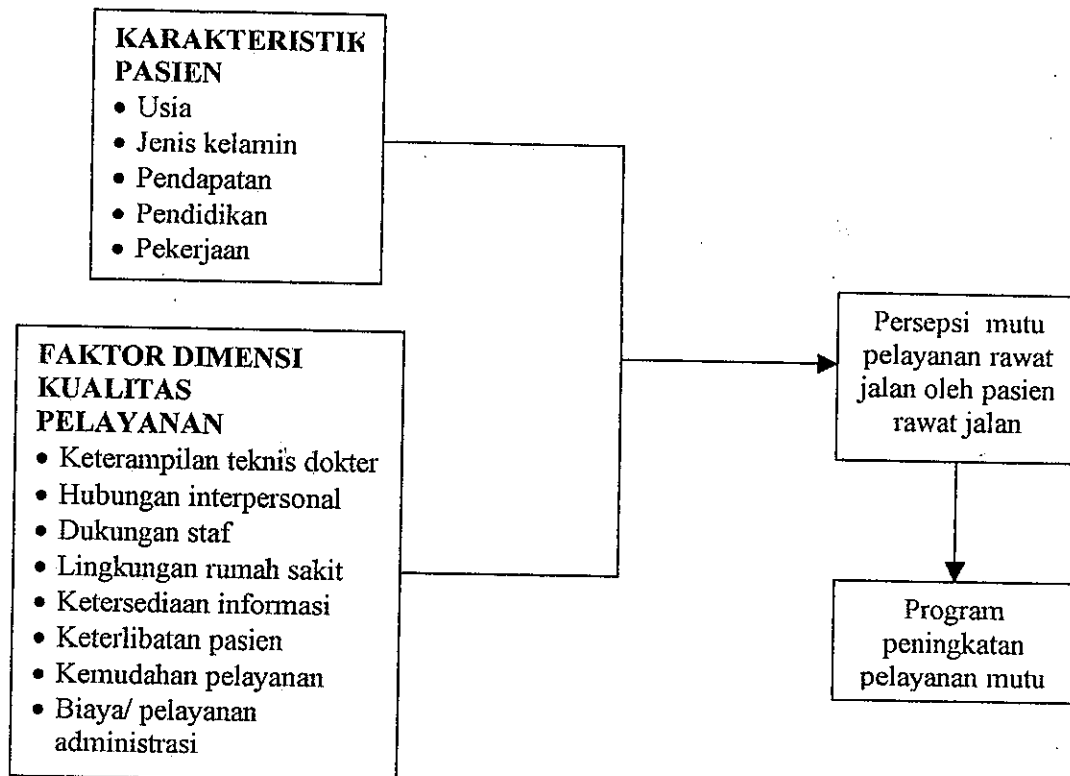 KARAKTERISTIK
PASIEN
• Usia
• Jenis kelamin
• Pendapatan
• Pendidikan
• Pekerjaan
FAKTOR DIMENSI
KUALITAS
PELAYANAN
• Keterampilan teknis dokter
• Hubungan interpersonal
• Dukungan staf
• Lingkungan rumah sakit
• Ketersediaan informasi
• Keterlibatan pasien
• Kemudahan pelayanan
• Biaya/ pelayanan
administrasi
Persepsi mutu
pelayanan rawat
jalan oleh pasien
rawat jalan
Program
peningkatan
pelayanan mutu